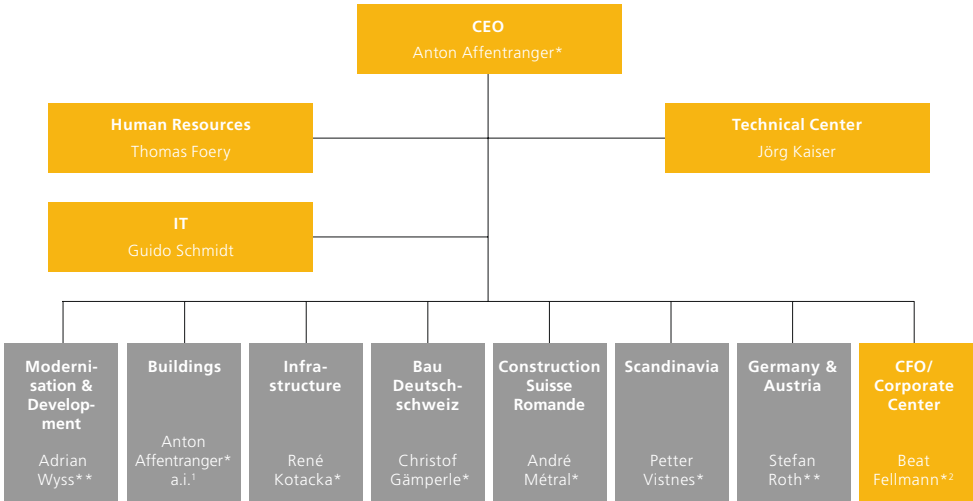 CEO
Anton Affentranger*
Human Resources
Thomas Foery
Technical Center
Jörg Kaiser
IT
Guido Schmidt
Moderni-
sation &
Develop-
ment
Adrian
Wyss**
Buildings
Anton
Affentranger*
a.i.¹
Infra-
structure
René
Kotacka*
Bau
Deutsch-
schweiz
Christof
Gämperle*
Construction
Suisse
Romande
André
Métral*
Scandinavia
Petter
Vistnes*
Germany &
Austria
Stefan
Roth**
CFO/
Corporate
Center
Beat
Fellmann*²